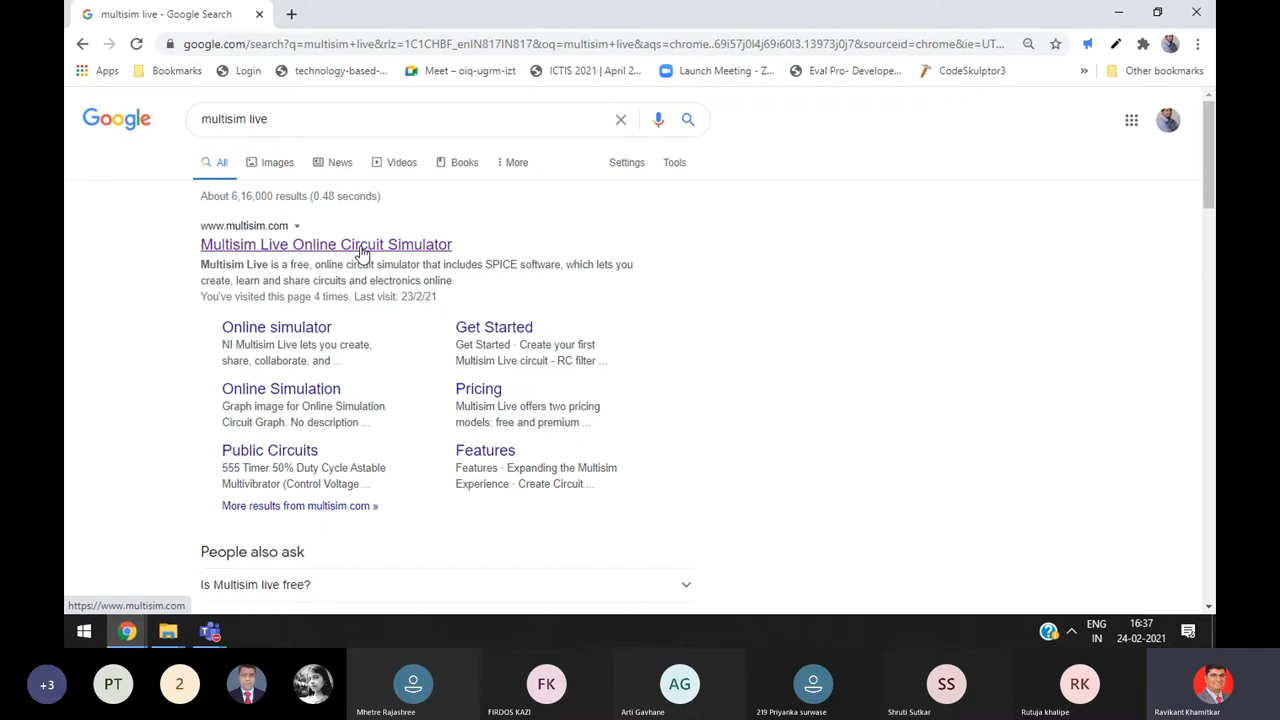 multisim live - Google Search
google.com/search?q=multisim+live&rlz=1C1CHBF_enIN817IN817&oq=multisim+live&aqs=chrome..69i57j0l4j69i60l3.13973j0j7&sourceid=chrome&ie=UT...
Apps Bookmarks Login technology-based-... Meet – oiq-ugrm-izt ICTIS 2021 | April 2... Launch Meeting - Z... Eval Pro- Develope... CodeSkulptor3 » Other bookmarks
Google multisim live
All Images News Videos Books More Settings Tools
About 6,16,000 results (0.48 seconds)
www.multisim.com
Multisim Live Online Circuit Simulator
Multisim Live is a free, online circuit simulator that includes SPICE software, which lets you
create, learn and share circuits and electronics online.
You've visited this page 4 times. Last visit: 23/2/21
Online simulator
NI Multisim Live lets you create,
share, collaborate, and ...
Get Started
Get Started · Create your first
Multisim Live circuit - RC filter ...
Online Simulation
Graph image for Online Simulation.
Circuit Graph. No description ...
Pricing
Multisim Live offers two pricing
models: free and premium ...
Public Circuits
555 Timer 50% Duty Cycle Astable
Multivibrator (Control Voltage ...
Features
Features · Expanding the Multisim
Experience · Create Circuit ...
More results from multisim.com »
People also ask
Is Multisim live free?
https://www.multisim.com
ENG
IN
16:37
24-02-2021
+3 PT 2 FK AG SS RK
Mhetre Rajashree FIRDOS KAZI Arti Gavhane 219 Priyanka surwase Shruti Sutkar Rutuja khalipe Ravikant Khamitkar